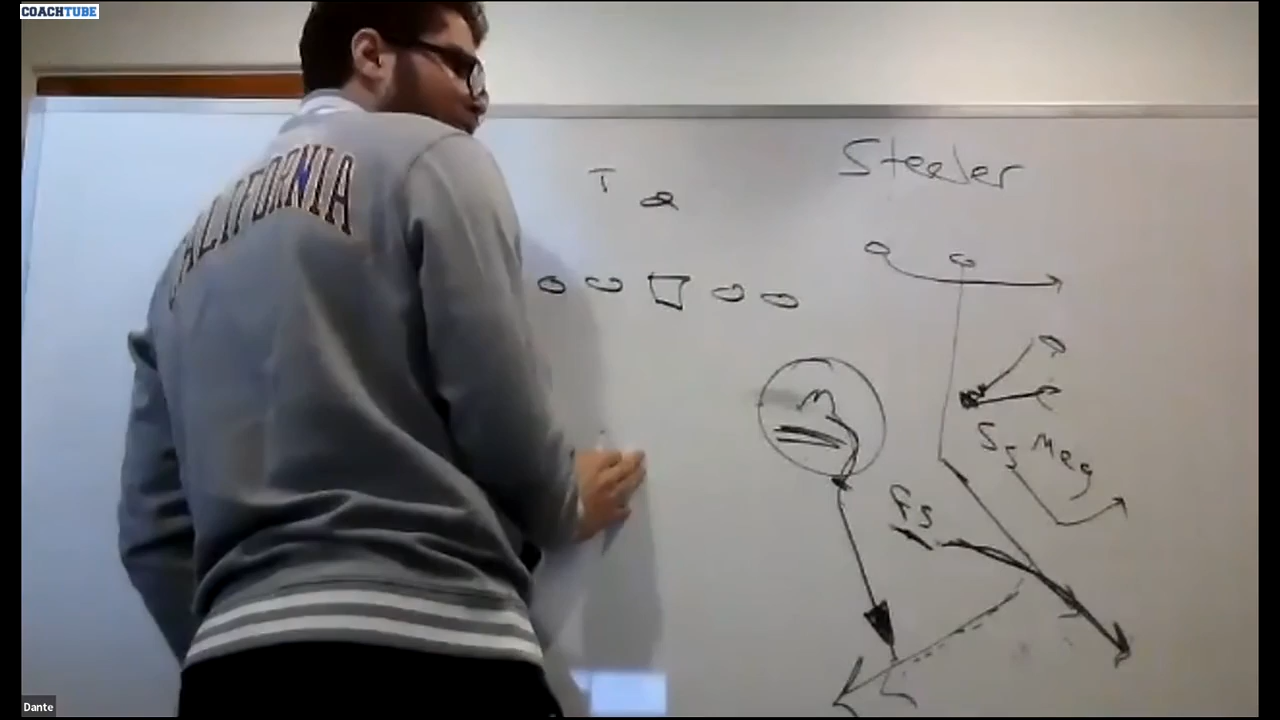 COACHTUBE
CALIFORNIA
Steeler
T Q
M
SS Meg
FS
Dante